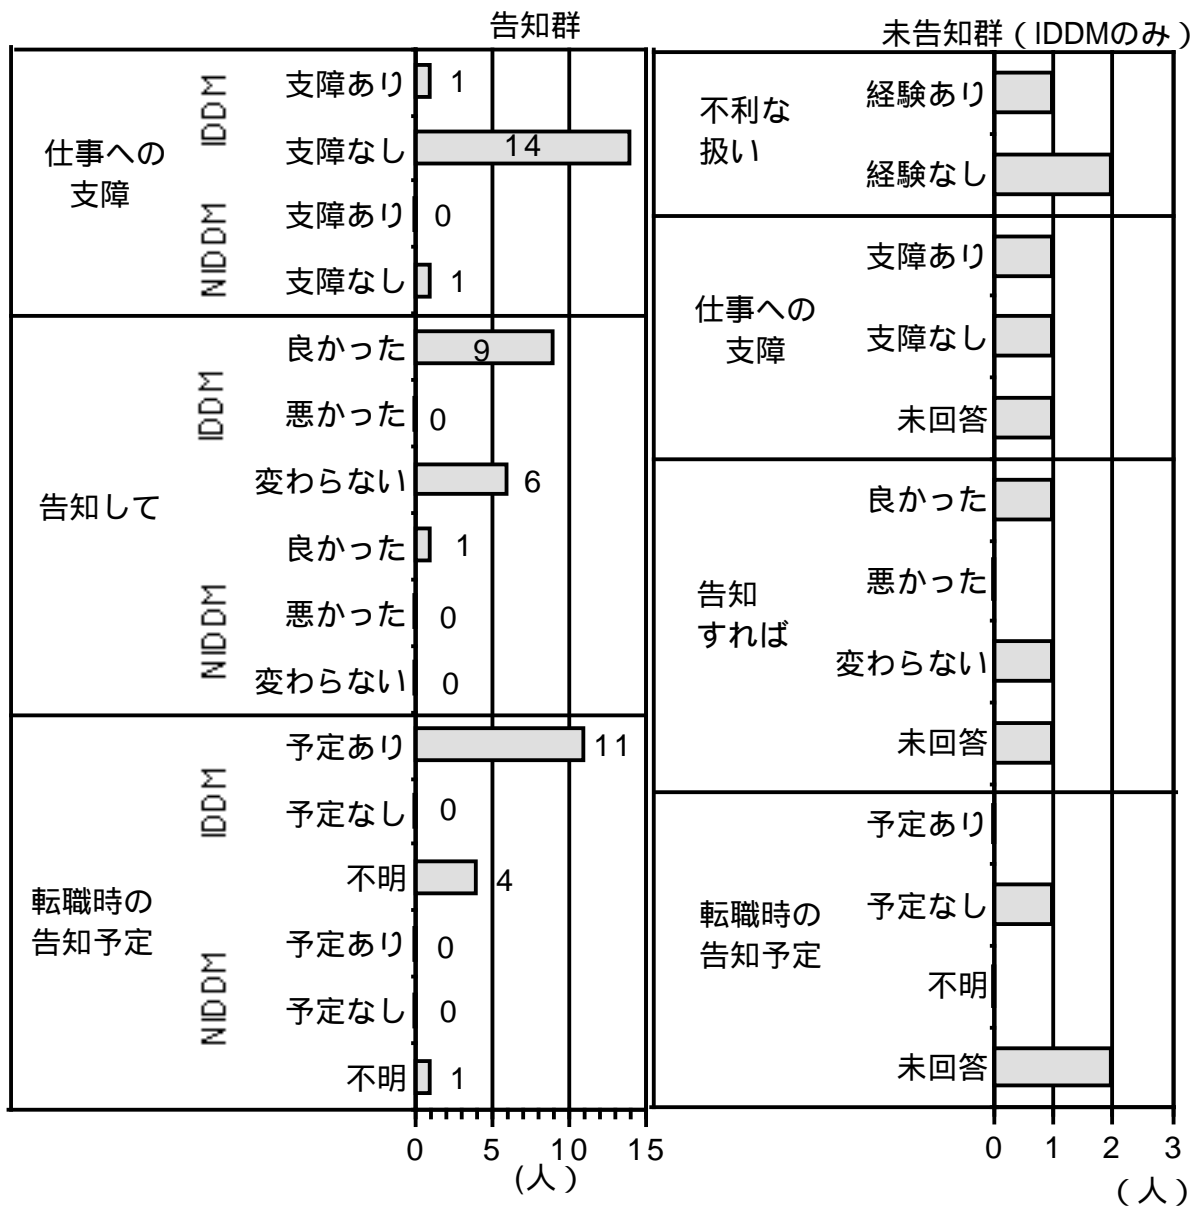 告知群
仕事への
支障
IDDM
支障あり 1
支障なし 14
NIDDM
支障あり 0
支障なし 1
告知して
IDDM
良かった 9
悪かった 0
変わらない 6
NIDDM
良かった 1
悪かった 0
変わらない 0
転職時の
告知予定
IDDM
予定あり 11
予定なし 0
不明 4
NIDDM
予定あり 0
予定なし 0
不明 1
0 5 10 15
(人)
未告知群(IDDMのみ)
不利な
扱い
経験あり
経験なし
仕事への
支障
支障あり
支障なし
未回答
告知
すれば
良かった
悪かった
変わらない
未回答
転職時の
告知予定
予定あり
予定なし
不明
未回答
0 1 2 3
(人)